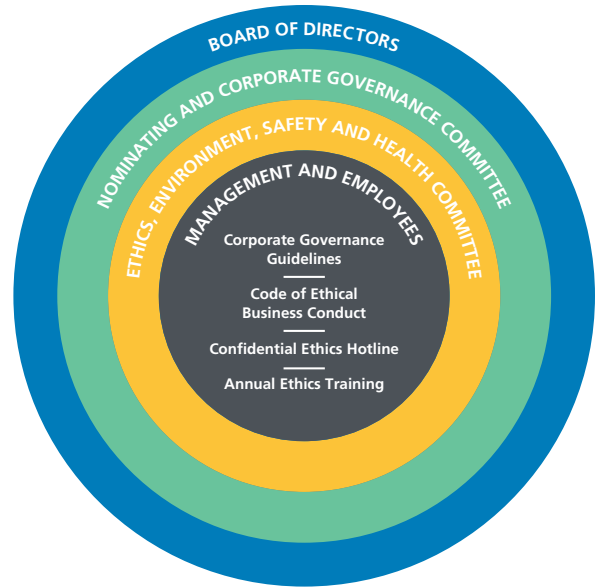 BOARD OF DIRECTORS
NOMINATING AND CORPORATE GOVERNANCE COMMITTEE
ETHICS, ENVIRONMENT, SAFETY AND HEALTH COMMITTEE
MANAGEMENT AND EMPLOYEES
Corporate Governance
Guidelines
Code of Ethical
Business Conduct
Confidential Ethics Hotline
Annual Ethics Training